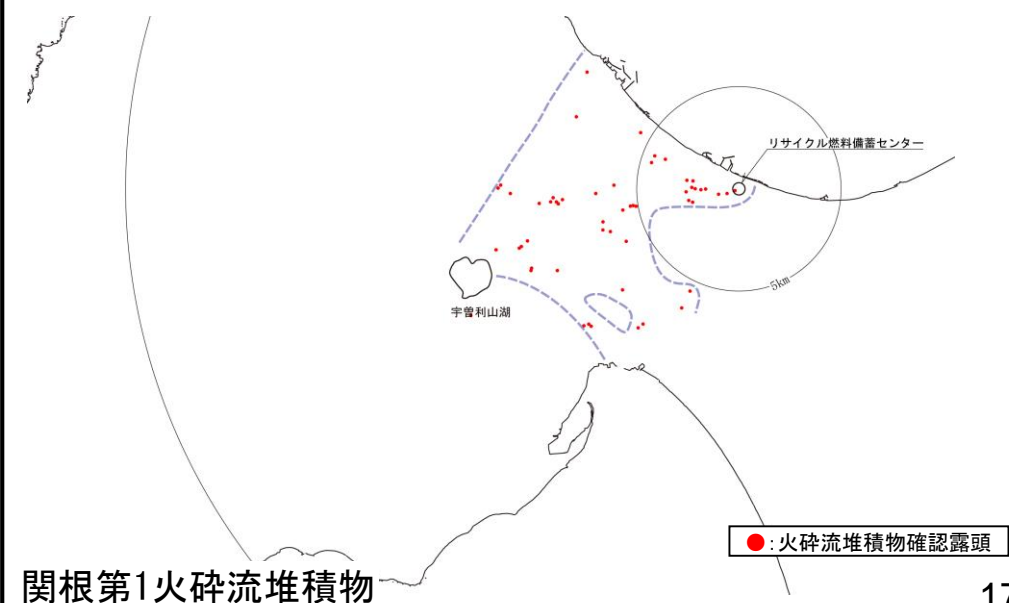 リサイクル燃料備蓄センター
5km
宇曽利山湖
●:火砕流堆積物確認露頭
関根第1火砕流堆積物
17